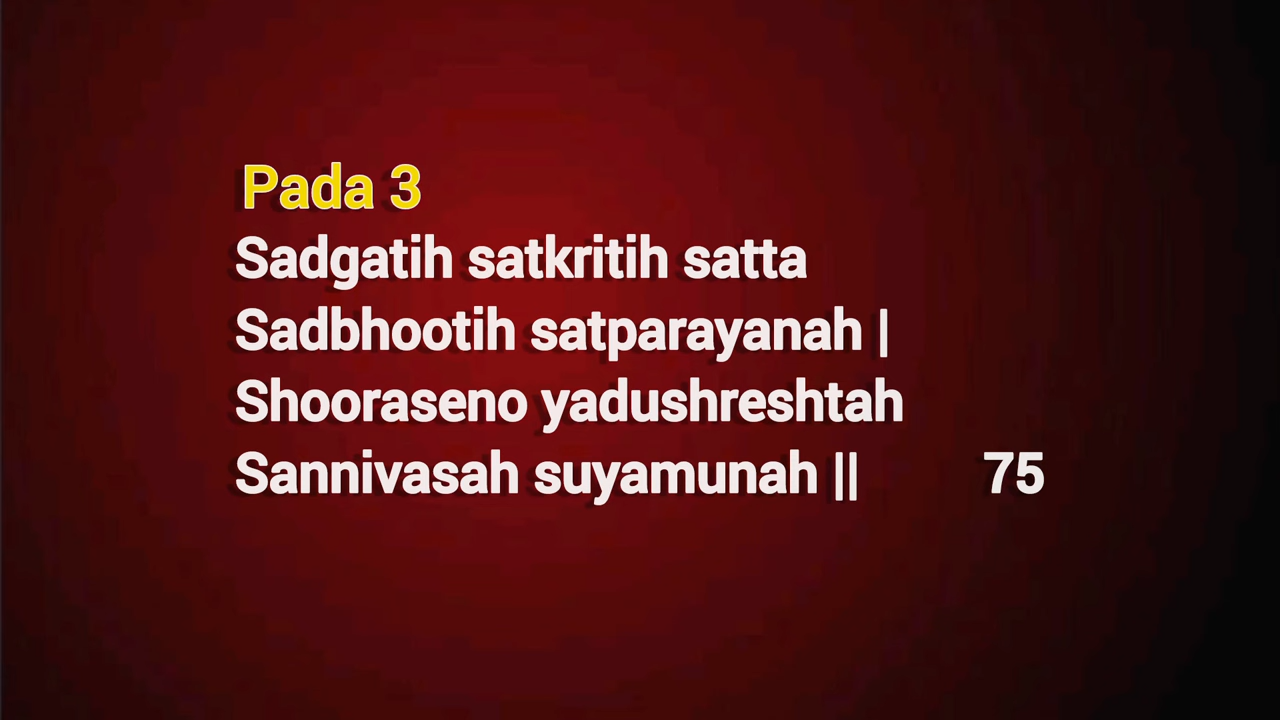 Pada 3
Sadgatih satkritih satta
Sadbhootih satparayanah |
Shooraseno yadushreshtah
Sannivasah suyamunah || 75